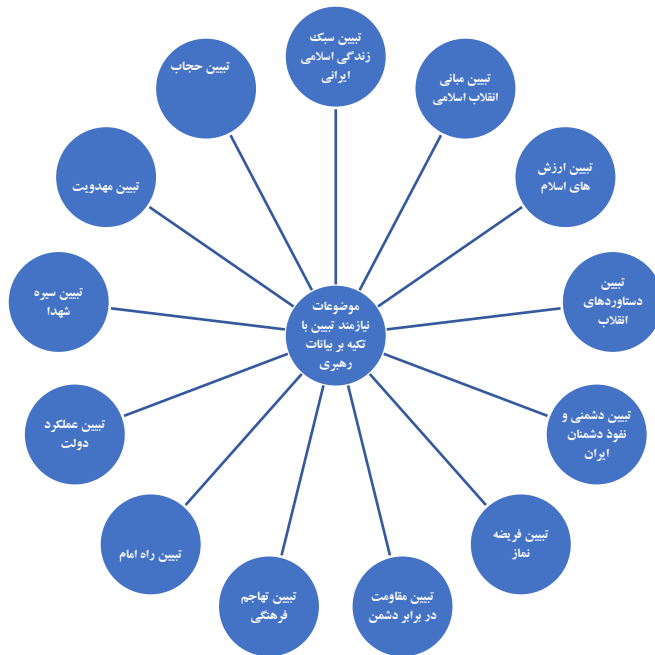 تبیین سبک
زندگی اسلامی
ایرانی
تبیین مبانی
انقلاب اسلامی
تبیین ارزش
های اسلام
تبیین
دستاوردهای
انقلاب
تبیین دشمنی و
نفوذ دشمنان
ایران
تبیین فریضه
نماز
تبیین مقاومت
در برابر دشمن
تبیین تهاجم
فرهنگی
تبیین راه امام
تبیین عملکرد
دولت
تبیین سیره
شهدا
تبیین مهدویت
تبیین حجاب
موضوعات
نیازمند تبیین با
تکیه بر بیانات
رهبری